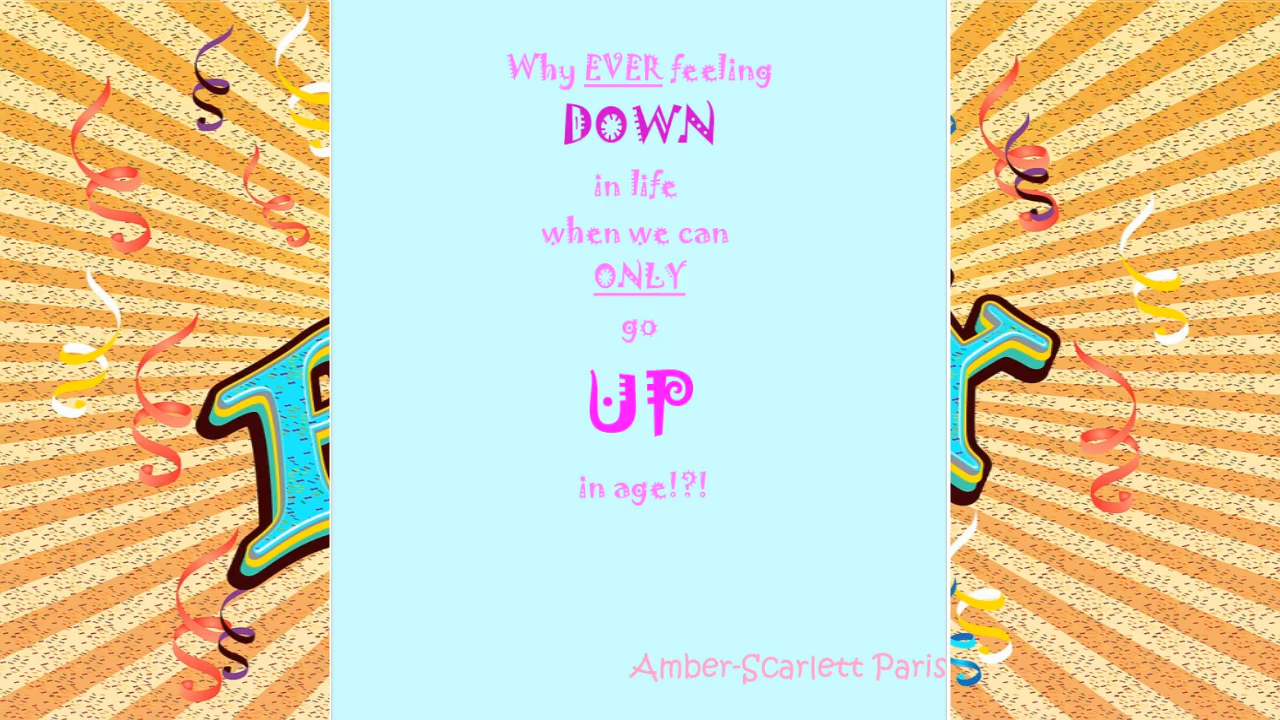 Why EVER feeling
DOWN
in life
when we can
ONLY
go
UP
in age!?!
Amber-Scarlett Paris